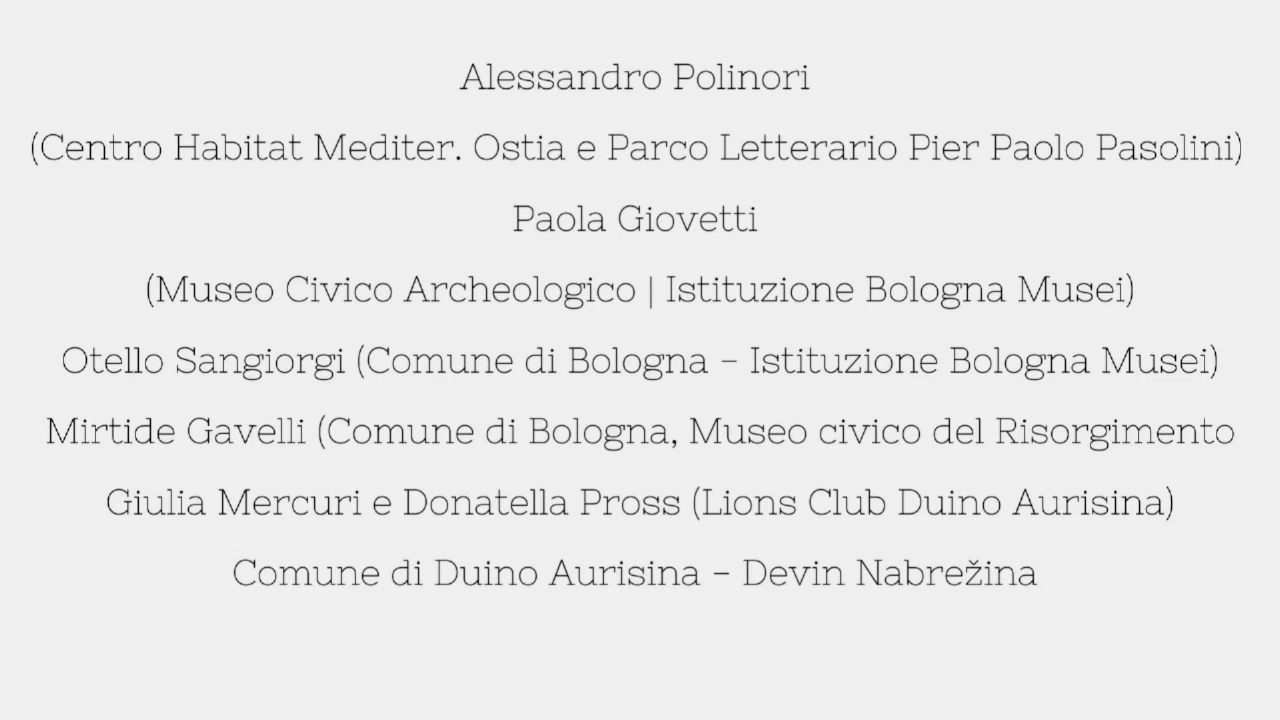 Alessandro Polinori
(Centro Habitat Mediter. Ostia e Parco Letterario Pier Paolo Pasolini)
Paola Giovetti
(Museo Civico Archeologico | Istituzione Bologna Musei)
Otello Sangiorgi (Comune di Bologna – Istituzione Bologna Musei)
Mirtide Gavelli (Comune di Bologna, Museo civico del Risorgimento
Giulia Mercuri e Donatella Pross (Lions Club Duino Aurisina)
Comune di Duino Aurisina – Devin Nabrežina